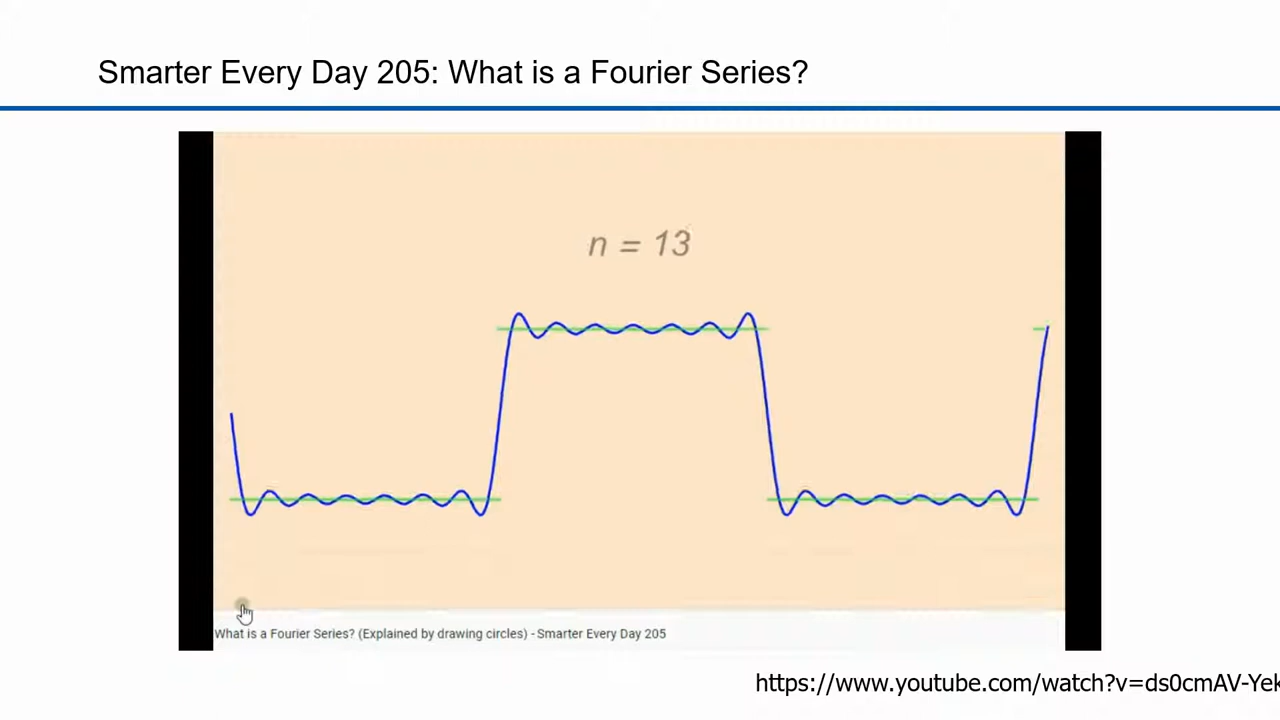 Smarter Every Day 205: What is a Fourier Series?
n = 13
What is a Fourier Series? (Explained by drawing circles) - Smarter Every Day 205
https://www.youtube.com/watch?v=ds0cmAV-Yek